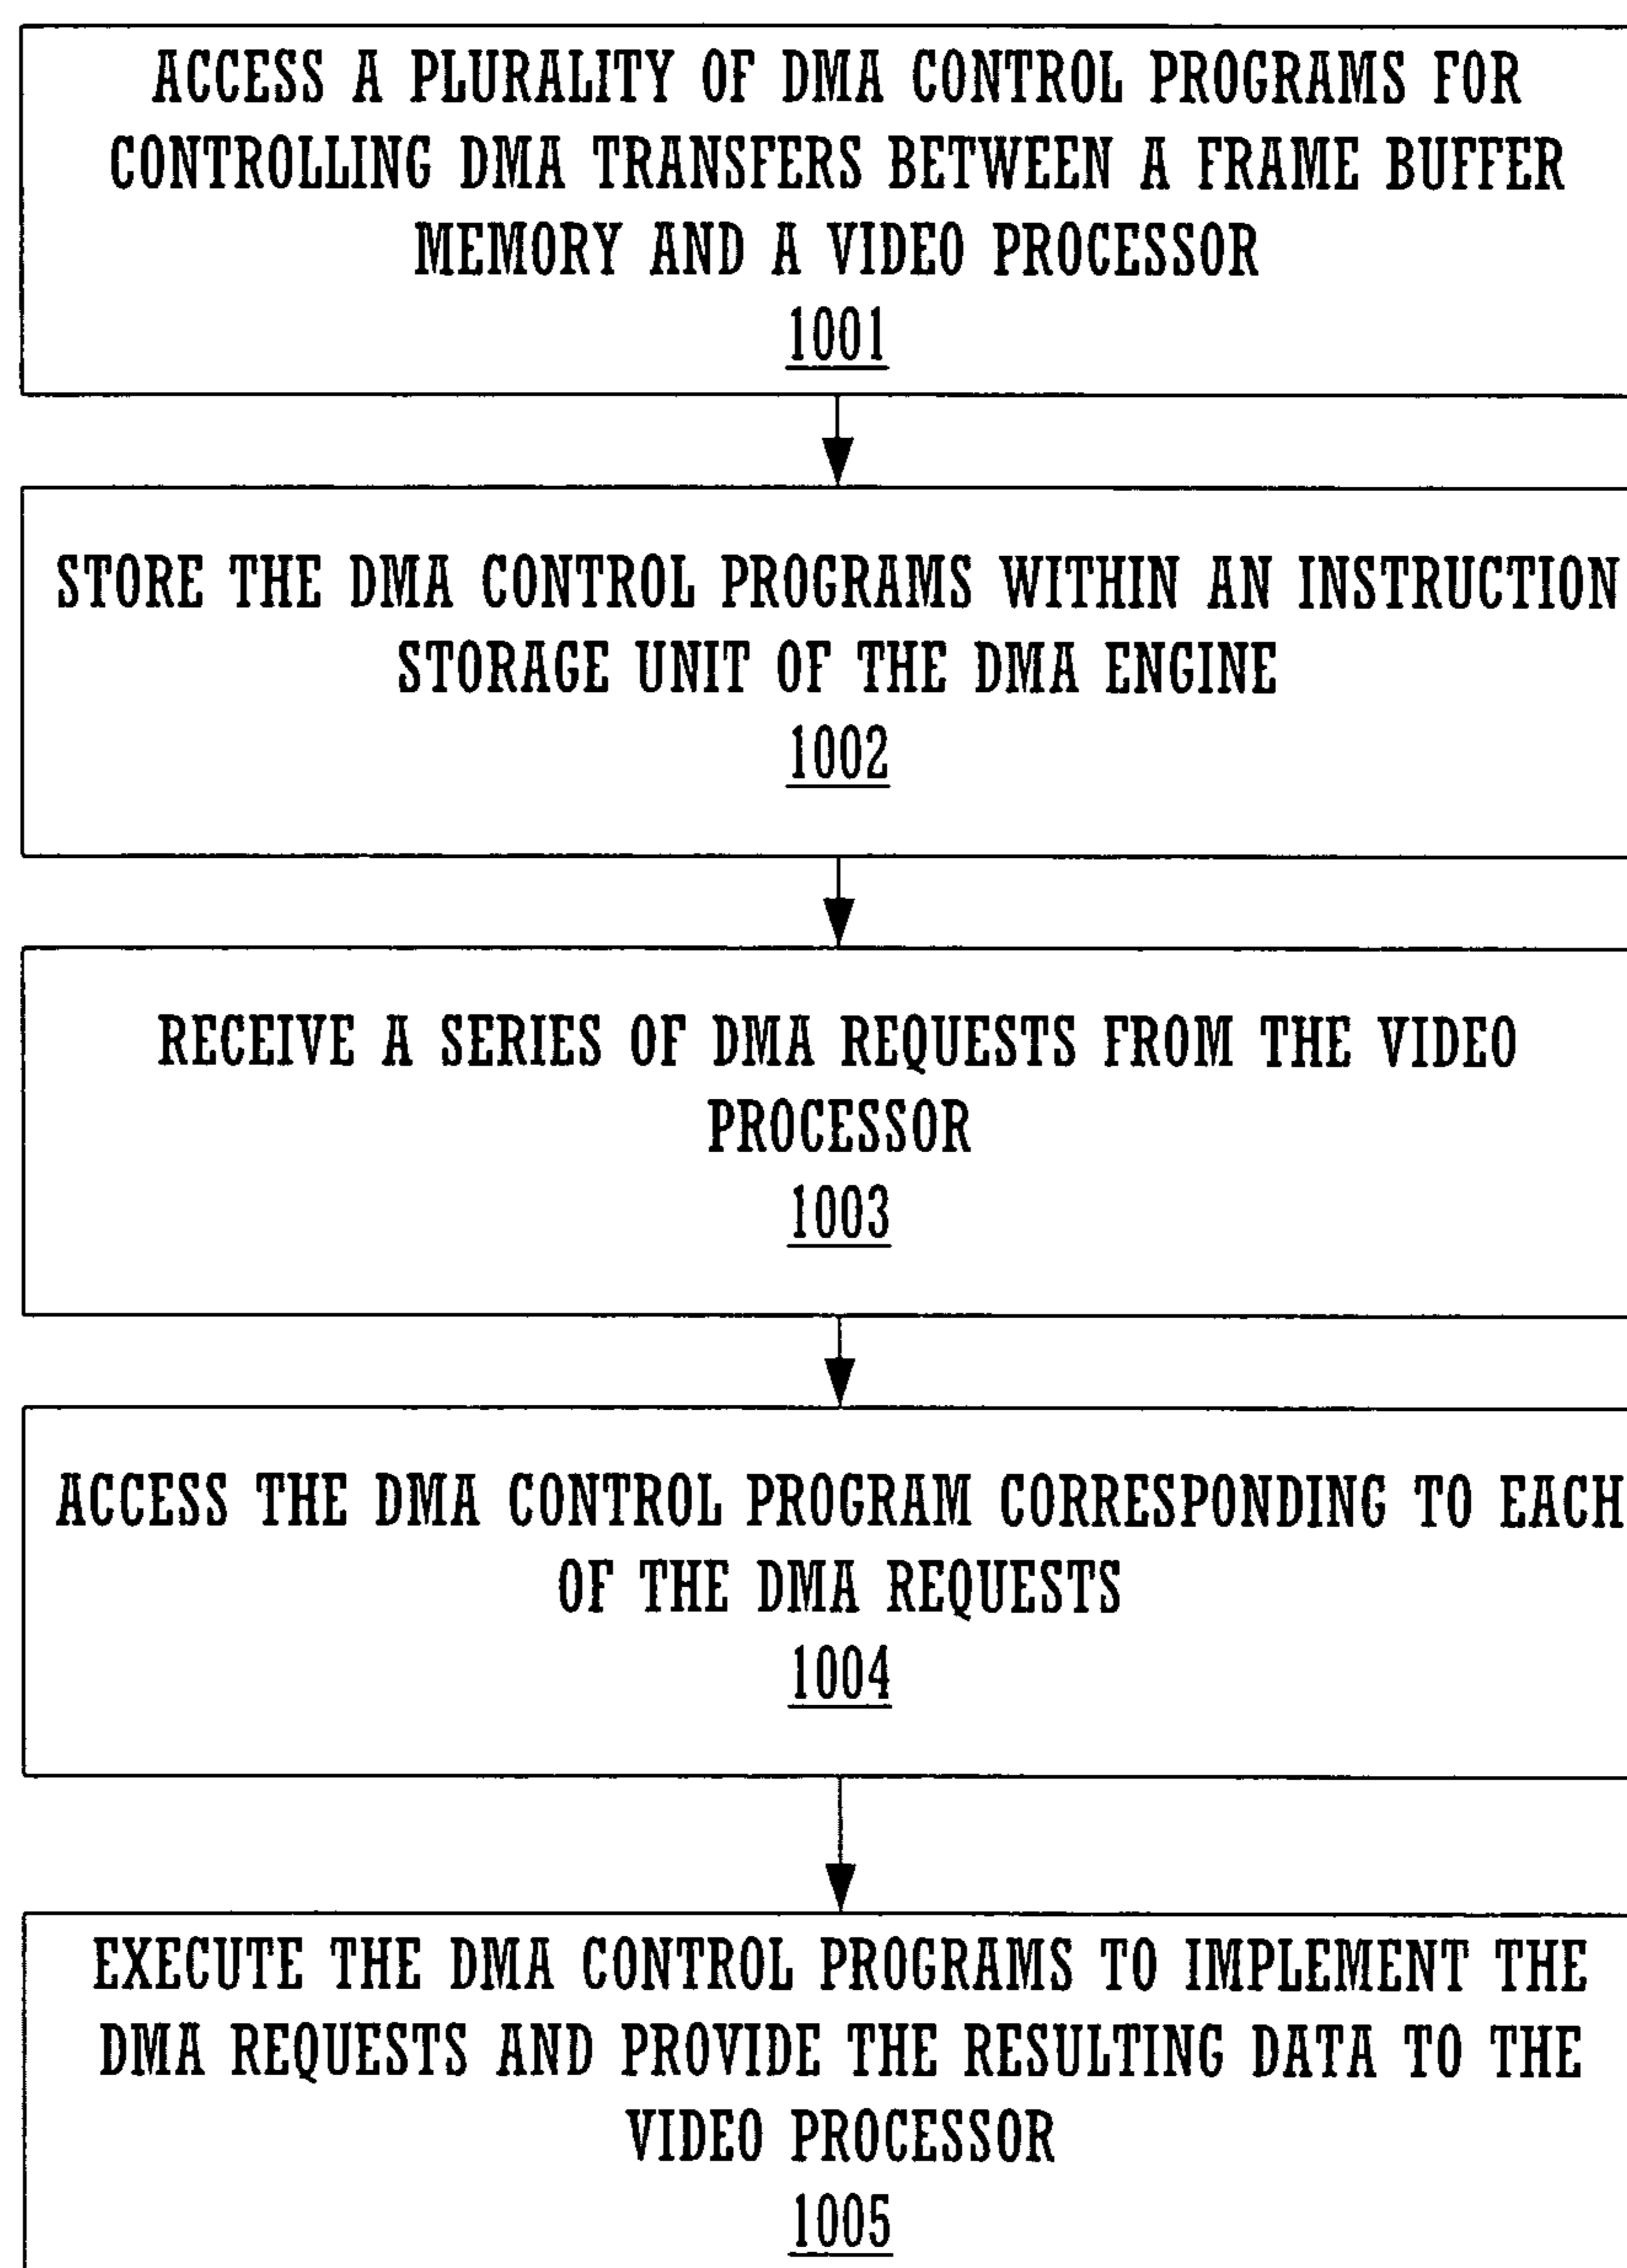 ACCESS A PLURALITY OF DMA CONTROL PROGRAMS FOR
CONTROLLING DMA TRANSFERS BETWEEN A FRAME BUFFER
MEMORY AND A VIDEO PROCESSOR
1001
STORE THE DMA CONTROL PROGRAMS WITHIN AN INSTRUCTION
STORAGE UNIT OF THE DMA ENGINE
1002
RECEIVE A SERIES OF DMA REQUESTS FROM THE VIDEO
PROCESSOR
1003
ACCESS THE DMA CONTROL PROGRAM CORRESPONDING TO EACH
OF THE DMA REQUESTS
1004
EXECUTE THE DMA CONTROL PROGRAMS TO IMPLEMENT THE
DMA REQUESTS AND PROVIDE THE RESULTING DATA TO THE
VIDEO PROCESSOR
1005